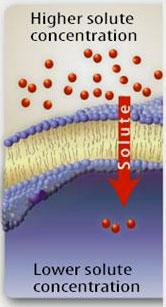 Higher solute
concentration
Solute
Lower solute
concentration